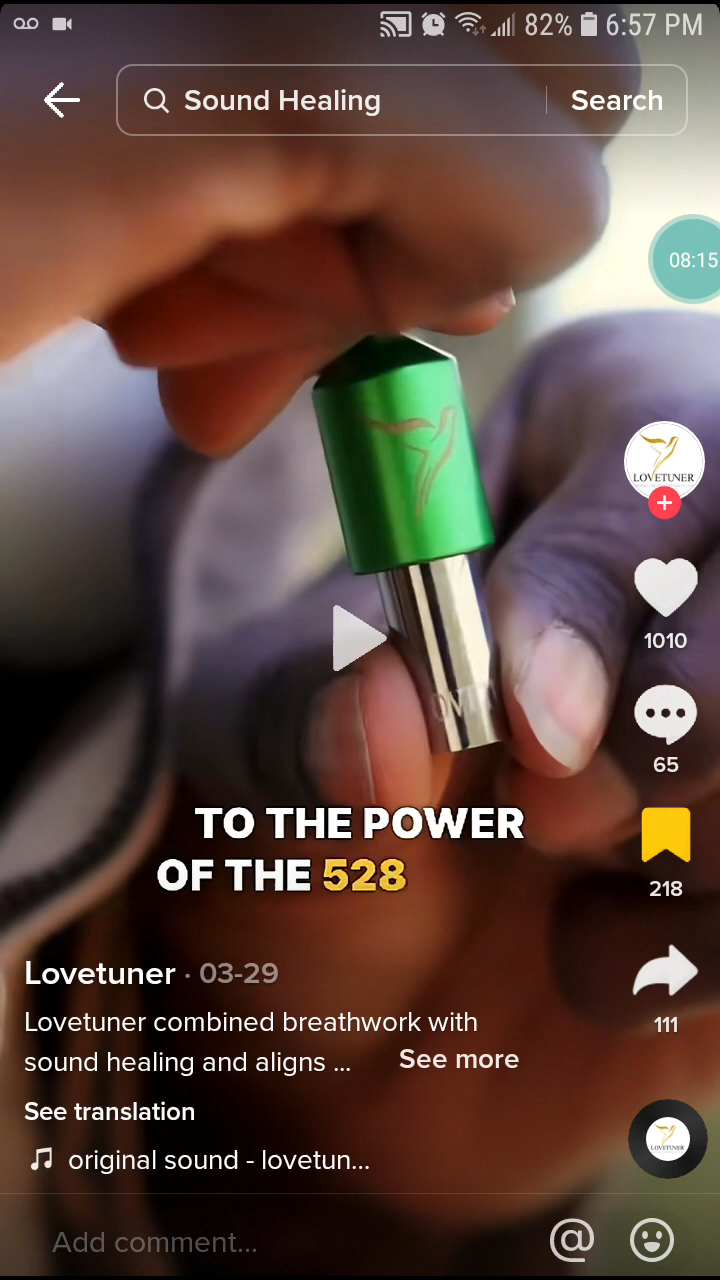 82% 6:57 PM
Sound Healing Search
08:15
LOVETUNER
1010
65
TO THE POWER
OF THE 528
218
Lovetuner · 03-29
Lovetuner combined breathwork with
sound healing and aligns ... See more
111
See translation
original sound - lovetun...
LOVETUNER
Add comment...